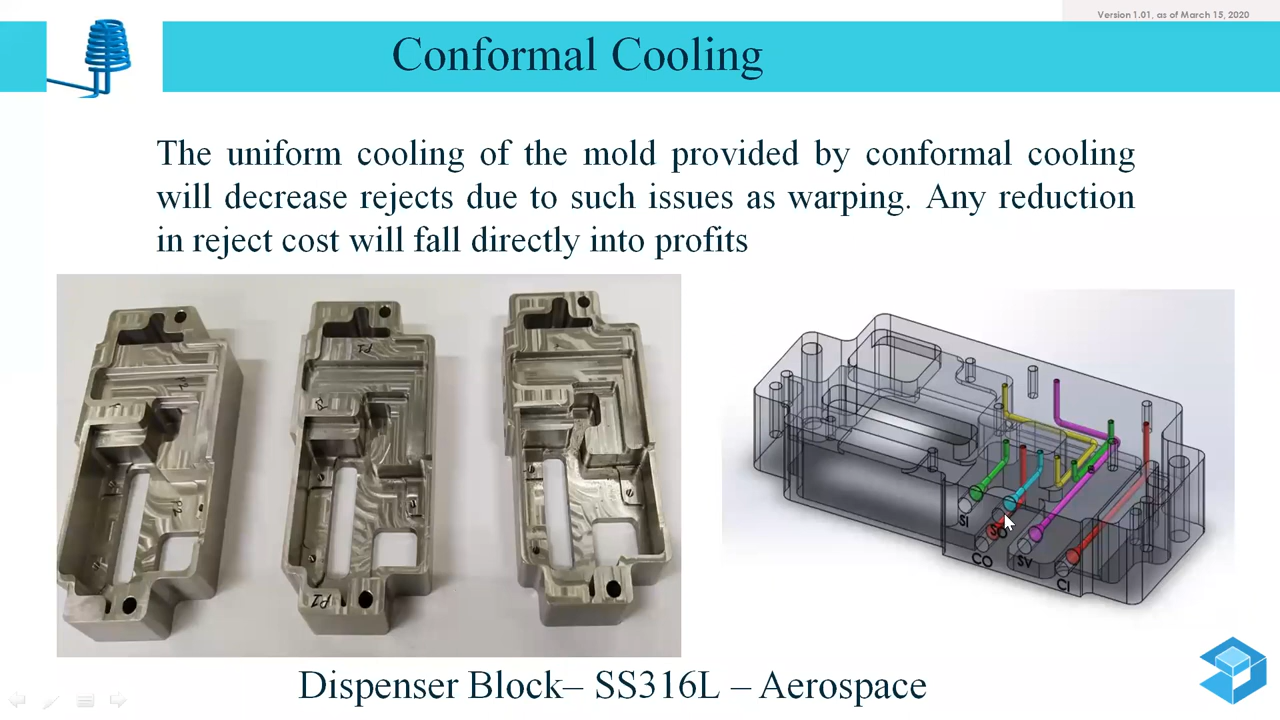 Version 1.01, as of March 15, 2020
Conformal Cooling
The uniform cooling of the mold provided by conformal cooling
will decrease rejects due to such issues as warping. Any reduction
in reject cost will fall directly into profits
SI
SO
CO
SV
CI
Dispenser Block– SS316L – Aerospace